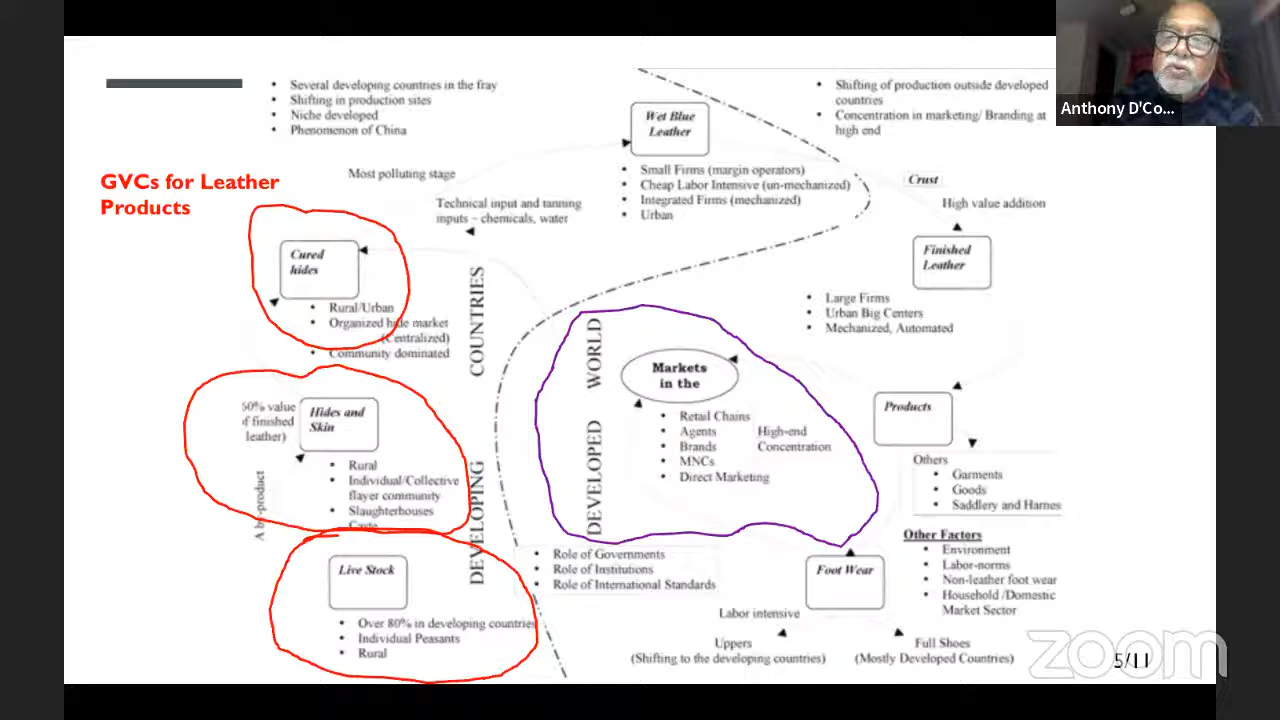 Several developing countries in the fray
Shifting in production sites
Niche developed
Phenomenon of China
Wet Blue
Leather
Shifting of production outside developed
countries
Concentration in marketing/ Branding at
high end
Anthony D'Co...
GVCs for Leather
Products
Most polluting stage
Technical input and tanning
inputs – chemicals, water
Small Firms (margin operators)
Cheap Labor Intensive (un-mechanized)
Integrated Firms (mechanized)
Urban
Crust
High value addition
Cured
hides
Rural/Urban
Organized hide market
(Centralized)
Community dominated
Finished
Leather
Large Firms
Urban Big Centers
Mechanized, Automated
DEVELOPING COUNTRIES
DEVELOPED WORLD
Markets
in the
Retail Chains
Agents
Brands
MNCs
Direct Marketing
High-end
Concentration
Products
Others
Garments
Goods
Saddlery and Harnes
50% value
of finished
leather)
Hides and
Skin
A by-product
Rural
Individual/Collective
flayer community
Slaughterhouses
Caste
Live Stock
Over 80% in developing countries
Individual Peasants
Rural
Role of Governments
Role of Institutions
Role of International Standards
Foot Wear
Other Factors
Environment
Labor-norms
Non-leather foot wear
Household /Domestic
Market Sector
Labor intensive
Uppers
(Shifting to the developing countries)
Full Shoes
(Mostly Developed Countries)
zoom
5/11